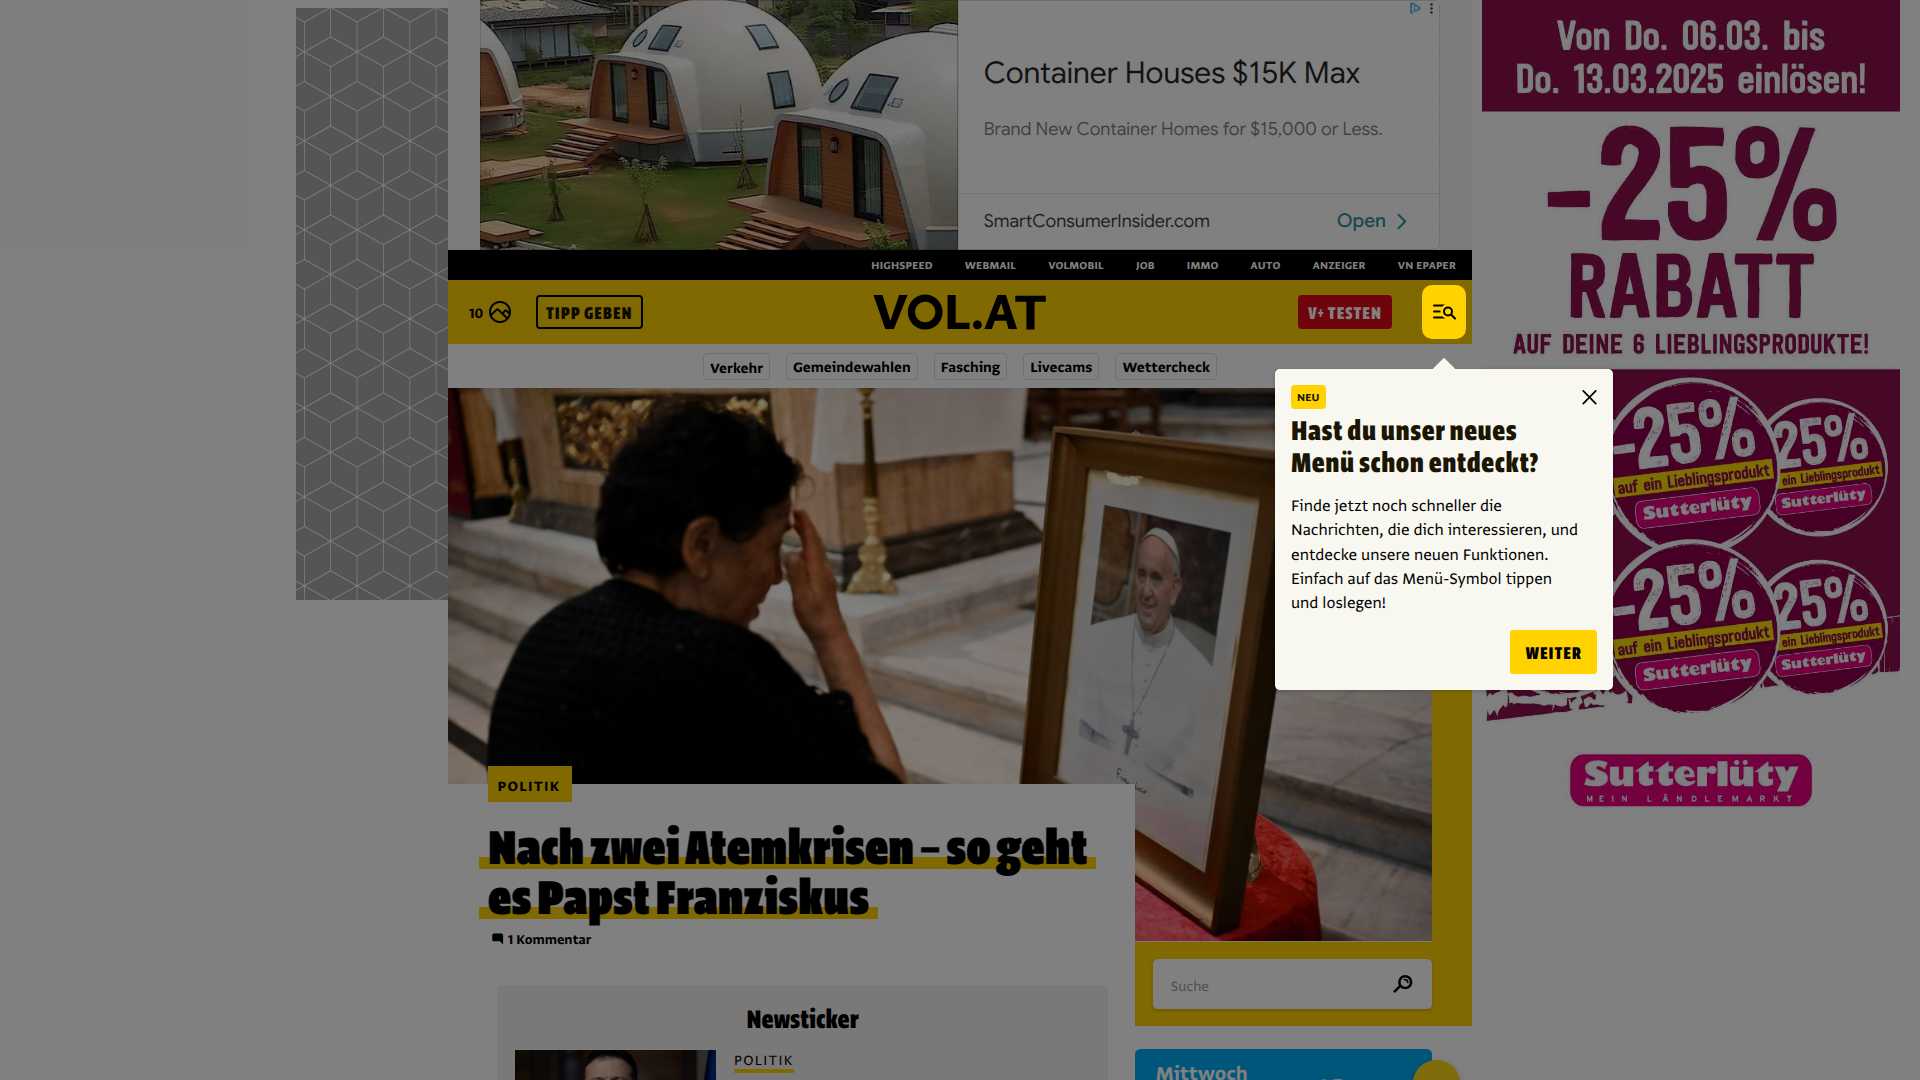 Container Houses $15K Max
Brand New Container Homes for $15,000 or Less.
SmartConsumerInsider.com
Open
Von Do. 06.03. bis
Do. 13.03.2025 einlösen!
-25%
RABATT
AUF DEINE 6 LIEBLINGSPRODUKTE!
HIGHSPEED
WEBMAIL
VOLMOBIL
JOB
IMMO
AUTO
ANZEIGER
VN EPAPER
10
TIPP GEBEN
VOL.AT
V+ TESTEN
Verkehr
Gemeindewahlen
Fasching
Livecams
Wettercheck
NEU
Hast du unser neues
Menü schon entdeckt?
Finde jetzt noch schneller die
Nachrichten, die dich interessieren, und
entdecke unsere neuen Funktionen.
Einfach auf das Menü-Symbol tippen
und loslegen!
WEITER
-25%
auf ein Lieblingsprodukt
Sutterlüty
25%
ein Lieblingsprodukt
Sutterlüty
-25%
auf ein Lieblingsprodukt
Sutterlüty
25%
ein Lieblingsprodukt
Sutterlüty
Sutterlüty
MEIN LÄNDLEMARKT
POLITIK
Nach zwei Atemkrisen – so geht
es Papst Franziskus
1 Kommentar
Suche
Newsticker
POLITIK
Mittwoch